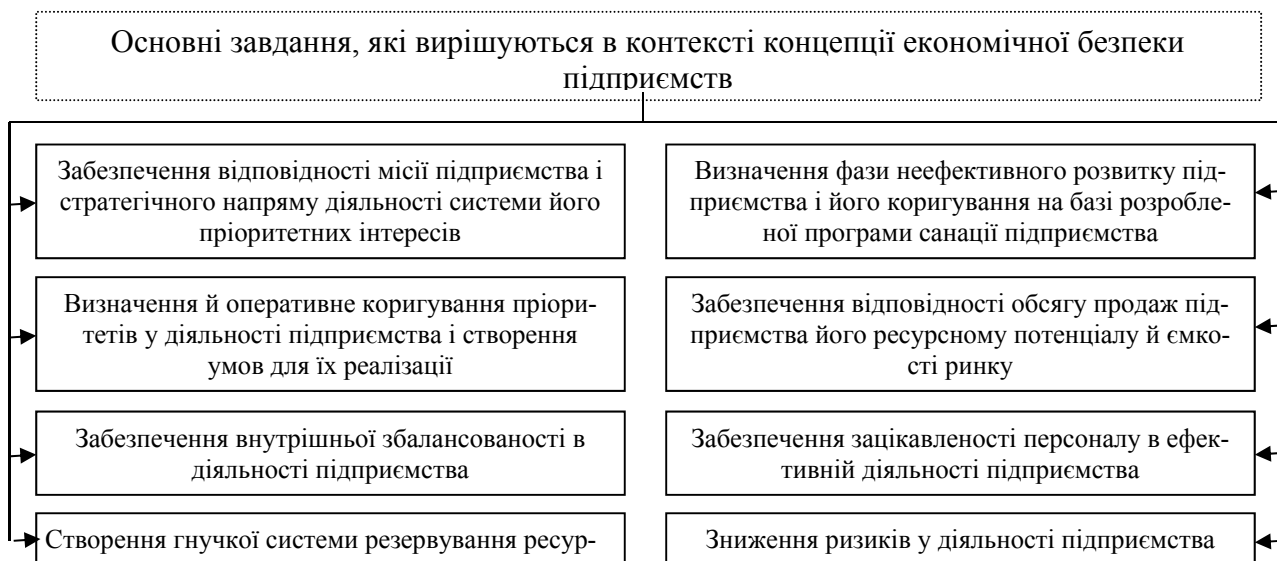 Основні завдання, які вирішуються в контексті концепції економічної безпеки
підприємств
Забезпечення відповідності місії підприємства і
стратегічного напряму діяльності системи його
пріоритетних інтересів
Визначення й оперативне коригування пріори-
тетів у діяльності підприємства і створення
умов для їх реалізації
Забезпечення внутрішньої збалансованості в
діяльності підприємства
Створення гнучкої системи резервування ресур-
Визначення фази неефективного розвитку під-
приємства і його коригування на базі розробле-
ної програми санації підприємства
Забезпечення відповідності обсягу продаж під-
приємства його ресурсному потенціалу й ємко-
сті ринку
Забезпечення зацікавленості персоналу в ефек-
тивній діяльності підприємства
Зниження ризиків у діяльності підприємства